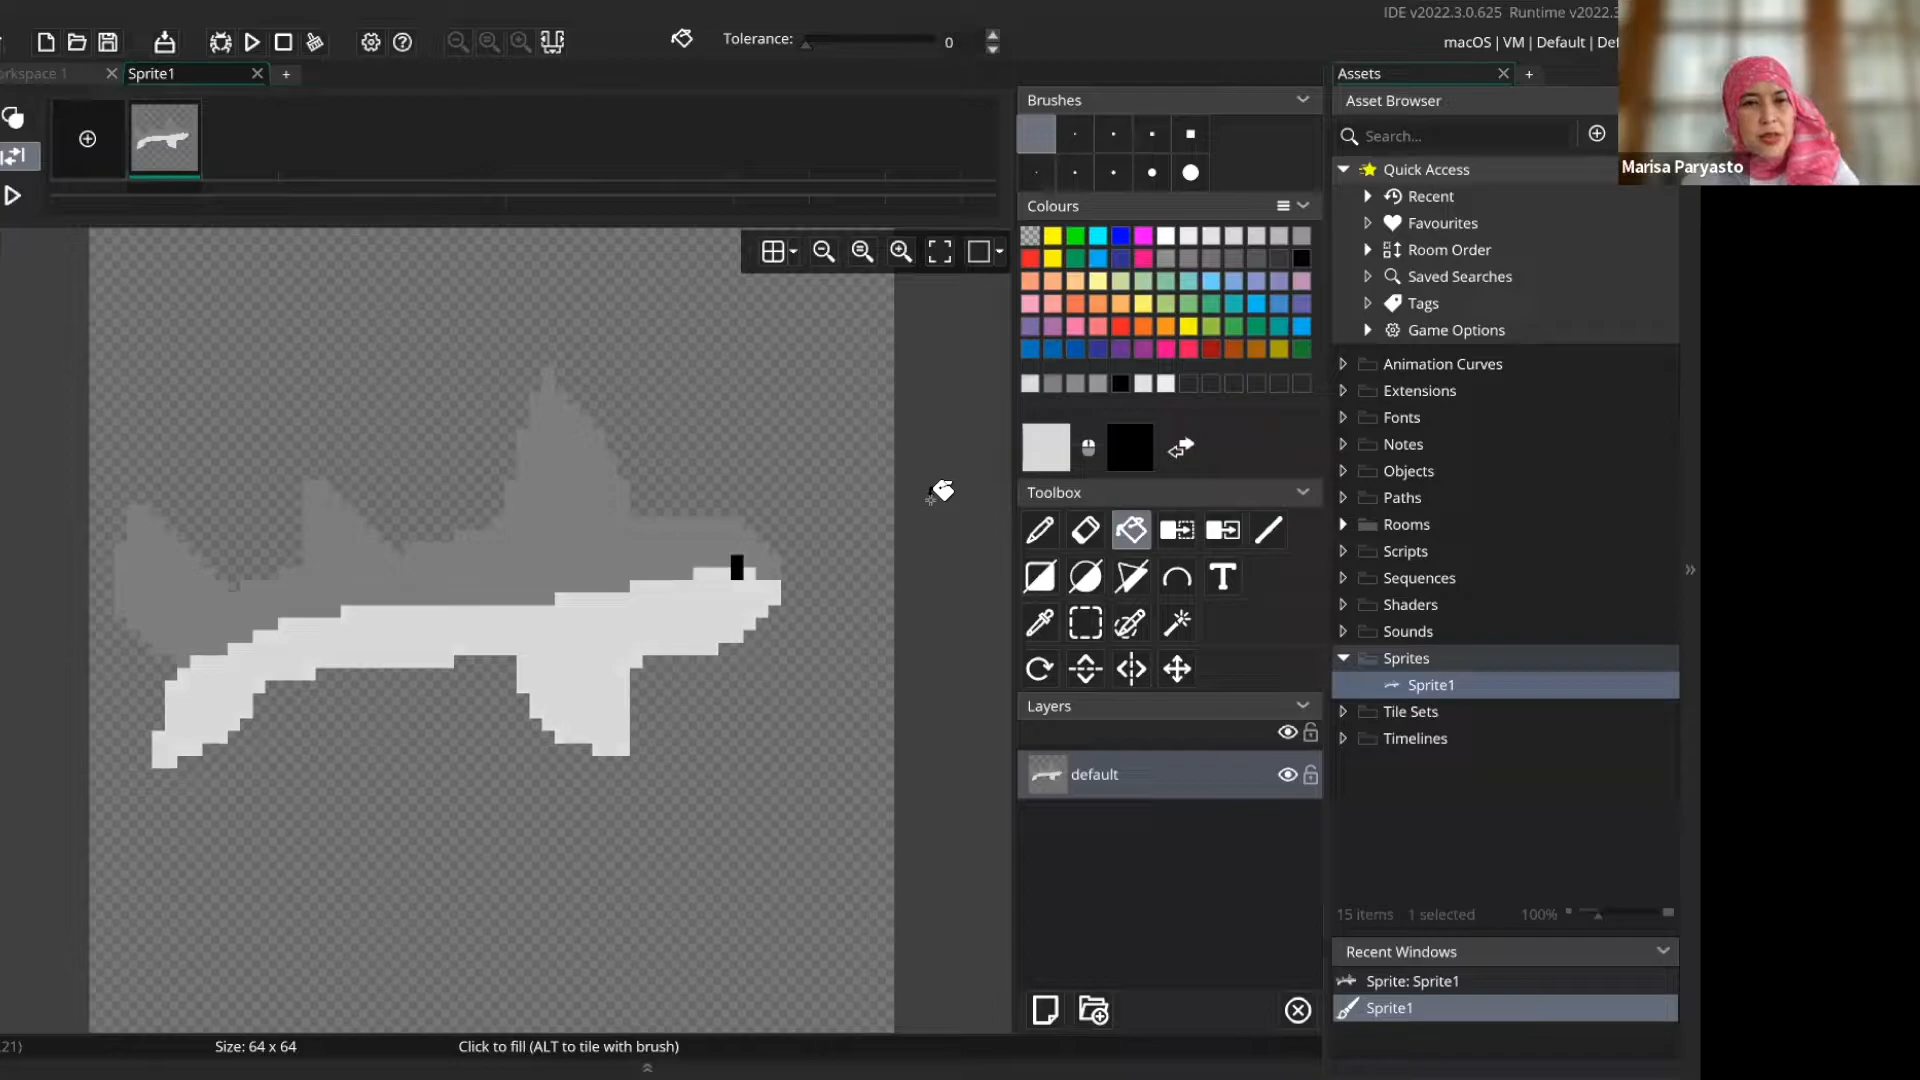 IDE v2022.3.0.625 Runtime v2022.3
Tolerance: 0
macOS | VM | Default | Def
orkspace 1
Sprite1
Assets
Brushes
Asset Browser
Search...
Marisa Paryasto
Quick Access
Recent
Colours
Favourites
Room Order
Saved Searches
Tags
Game Options
Animation Curves
Extensions
Fonts
Notes
Objects
Toolbox
Paths
Rooms
Scripts
Sequences
Shaders
Sounds
Sprites
Sprite1
Layers
Tile Sets
Timelines
default
15 items 1 selected 100%
Recent Windows
Sprite: Sprite1
Sprite1
21) Size: 64 x 64 Click to fill (ALT to tile with brush)